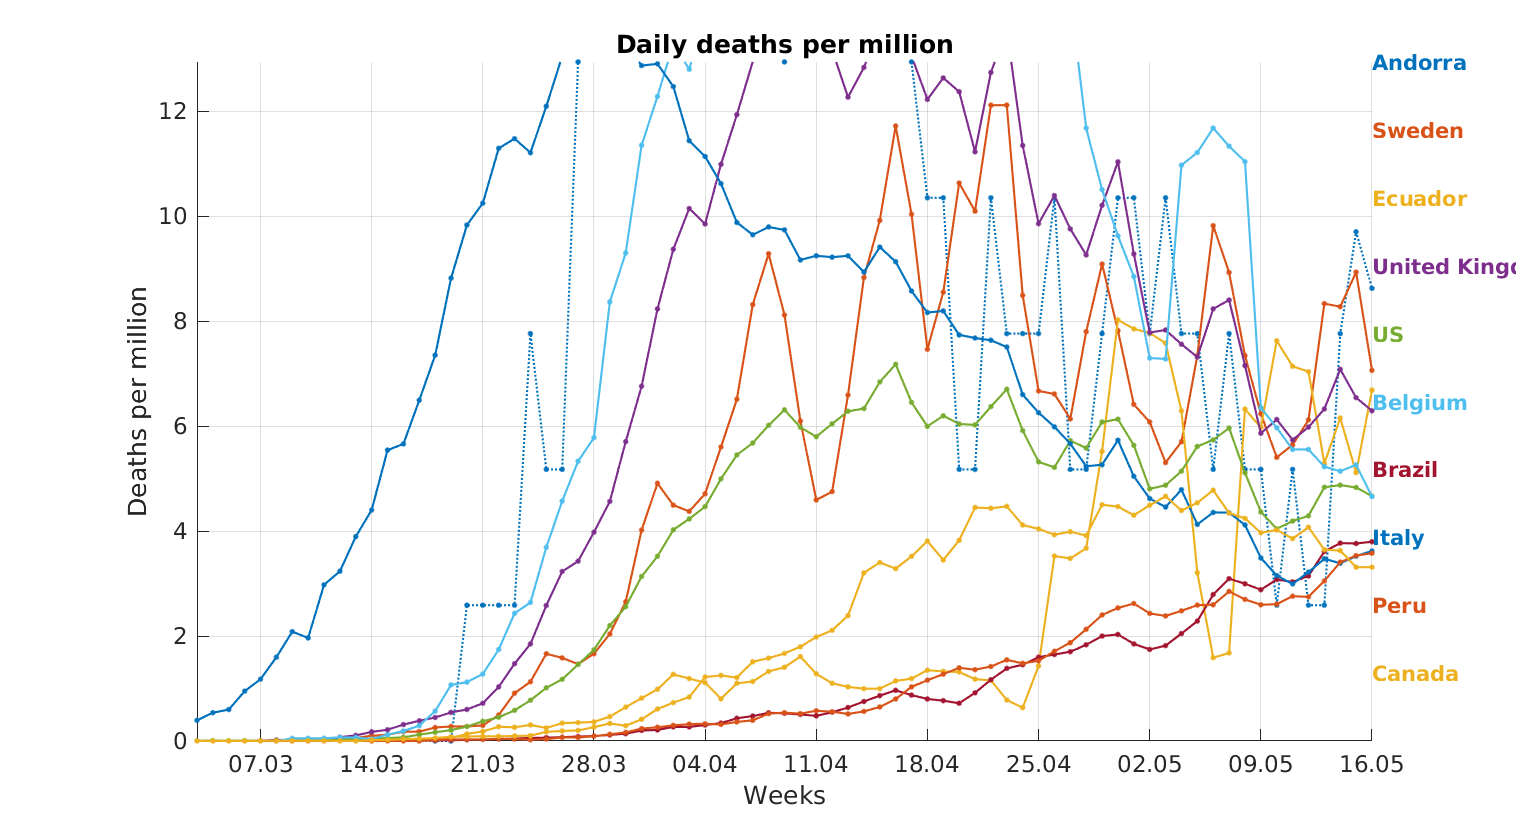 Daily deaths per million
Deaths per million
12
10
8
6
4
2
0
07.03
14.03
21.03
28.03
04.04
11.04
18.04
25.04
02.05
09.05
16.05
Weeks
Andorra
Sweden
Ecuador
United King
US
Belgium
Brazil
Italy
Peru
Canada